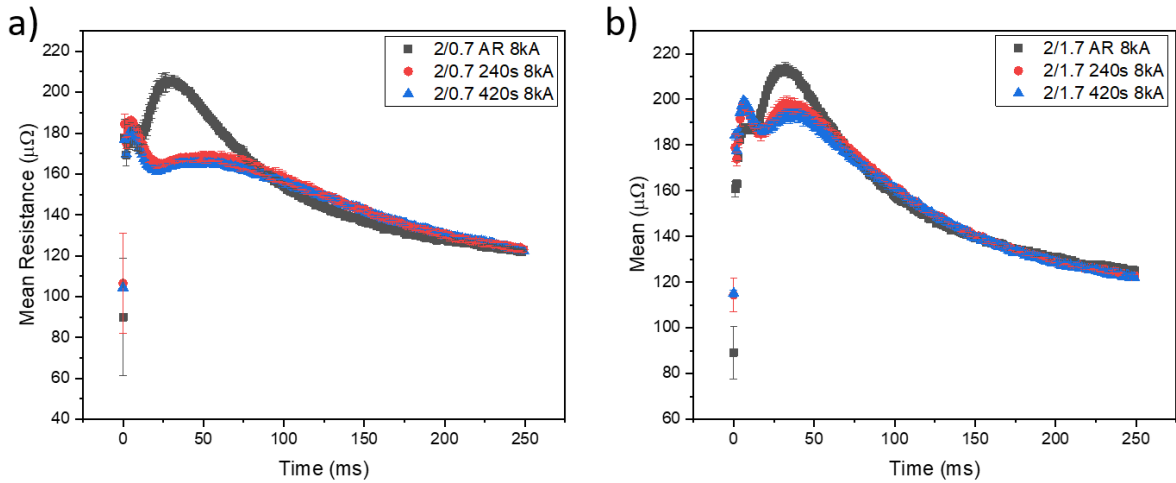 a)
220
200
180
160
140
120
100
80
60
40
Mean Resistance (μΩ)
0 50 100 150 200 250
Time (ms)
2/0.7 AR 8kA
2/0.7 240s 8kA
2/0.7 420s 8kA
b)
220
200
180
160
140
120
100
80
60
Mean (μΩ)
0 50 100 150 200 250
Time (ms)
2/1.7 AR 8kA
2/1.7 240s 8kA
2/1.7 420s 8kA